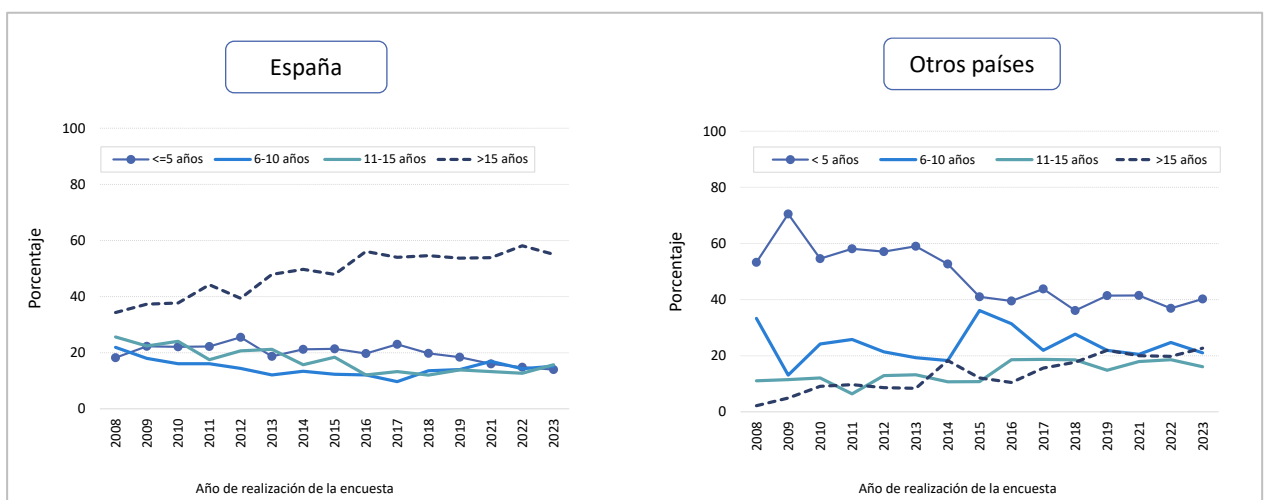 España
Porcentaje
100
80
60
40
20
0
<=5 años 6-10 años 11-15 años >15 años
2008 2009 2010 2011 2012 2013 2014 2015 2016 2017 2018 2019 2021 2022 2023
Año de realización de la encuesta
Otros países
Porcentaje
100
80
60
40
20
0
< 5 años 6-10 años 11-15 años >15 años
2008 2009 2010 2011 2012 2013 2014 2015 2016 2017 2018 2019 2021 2022 2023
Año de realización de la encuesta